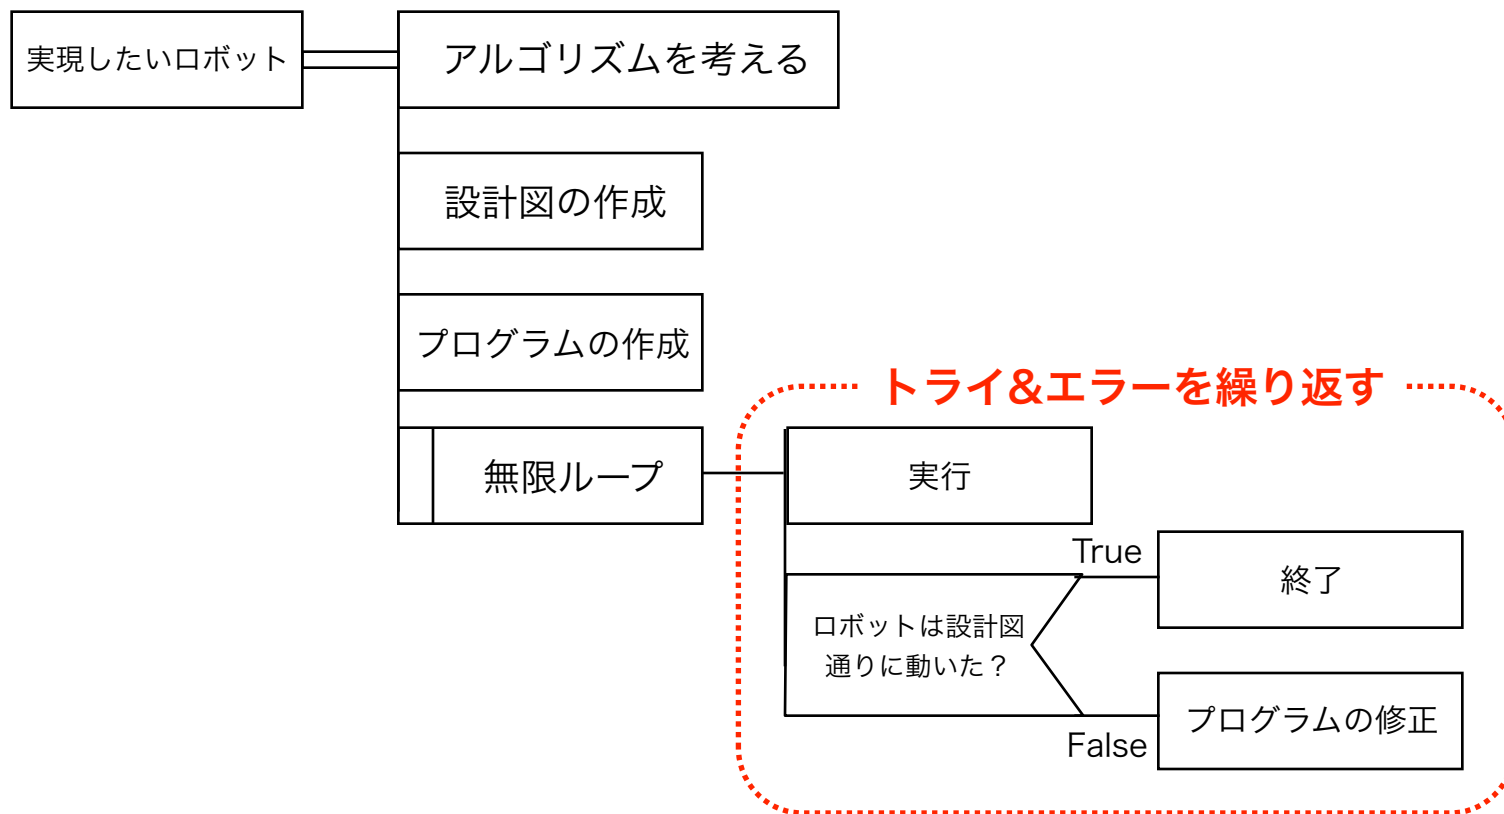 実現したいロボット
アルゴリズムを考える
設計図の作成
プログラムの作成
トライ&エラーを繰り返す
無限ループ
実行
True
終了
ロボットは設計図
通りに動いた？
プログラムの修正
False